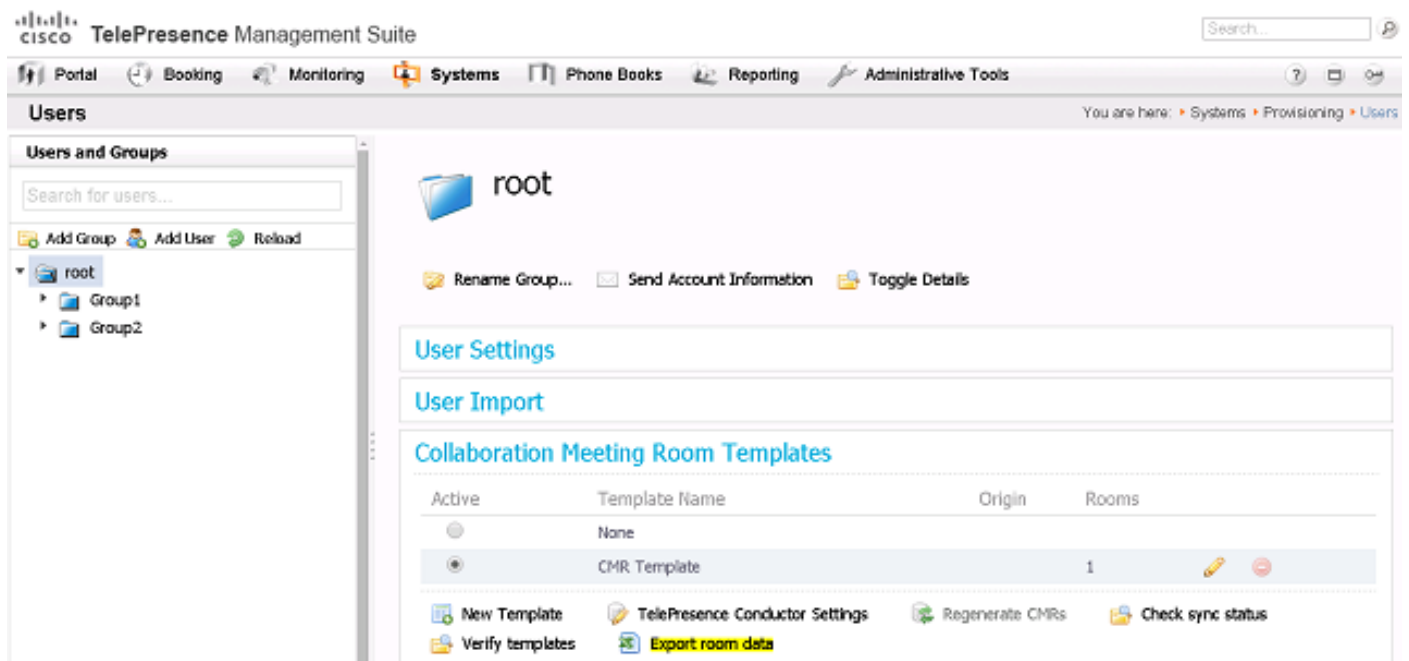 cisco TelePresence Management Suite
Search...
Portal Booking Monitoring Systems Phone Books Reporting Administrative Tools ?
Users
You are here: Systems Provisioning Users
Users and Groups
Search for users...
Add Group Add User Reload
root
Group1
Group2
root
Rename Group... Send Account Information Toggle Details
User Settings
User Import
Collaboration Meeting Room Templates
Active Template Name Origin Rooms
None
CMR Template 1
New Template TelePresence Conductor Settings Regenerate CMRs Check sync status
Verify templates Export room data